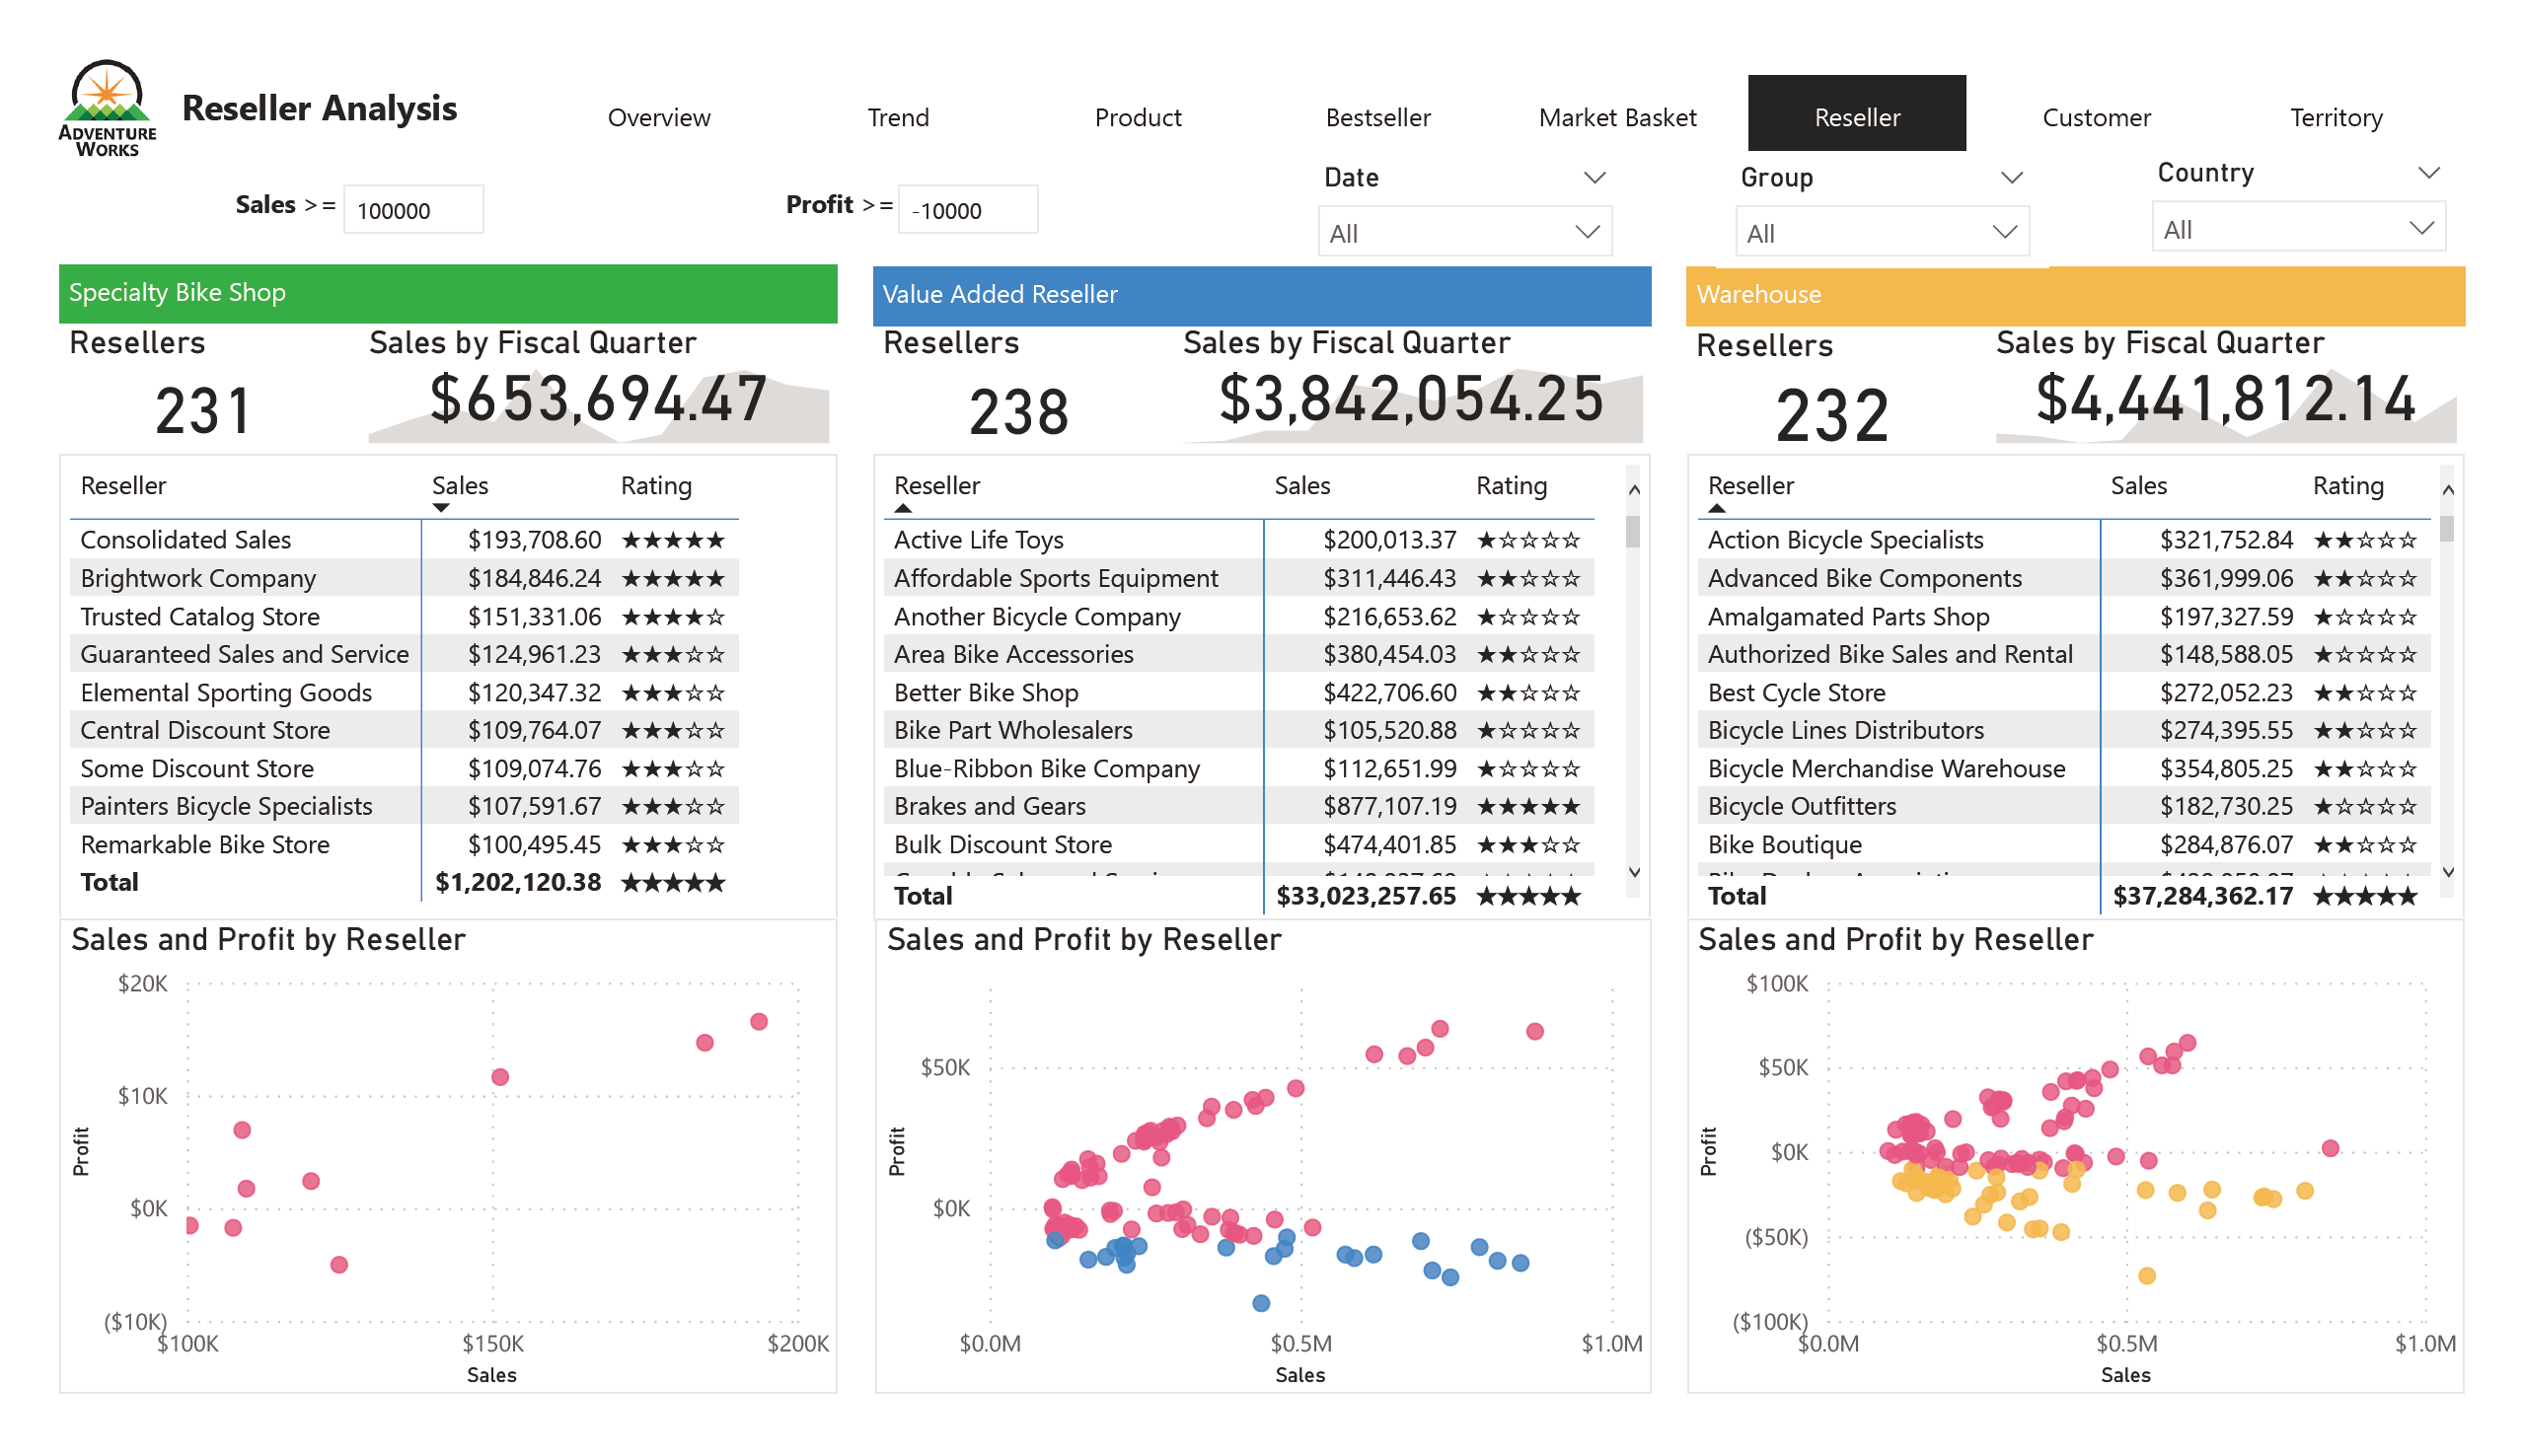 ADVENTURE
WORKS
Reseller Analysis
Overview
Trend
Product
Bestseller
Market Basket
Reseller
Customer
Territory
Sales >= 100000
Profit >= -10000
Date
All
Group
All
Country
All
Specialty Bike Shop
Resellers
231
Sales by Fiscal Quarter
$653,694.47
Reseller Sales Rating
Consolidated Sales $193,708.60 ★★★★★
Brightwork Company $184,846.24 ★★★★★
Trusted Catalog Store $151,331.06 ★★★★☆
Guaranteed Sales and Service $124,961.23 ★★★☆☆
Elemental Sporting Goods $120,347.32 ★★★☆☆
Central Discount Store $109,764.07 ★★★☆☆
Some Discount Store $109,074.76 ★★★☆☆
Painters Bicycle Specialists $107,591.67 ★★★☆☆
Remarkable Bike Store $100,495.45 ★★★☆☆
Total $1,202,120.38 ★★★★★
Sales and Profit by Reseller
$20K
$10K
$0K
($10K)
Profit
$100K $150K $200K
Sales
Value Added Reseller
Resellers
238
Sales by Fiscal Quarter
$3,842,054.25
Reseller Sales Rating
Active Life Toys $200,013.37 ★☆☆☆☆
Affordable Sports Equipment $311,446.43 ★★☆☆☆
Another Bicycle Company $216,653.62 ★☆☆☆☆
Area Bike Accessories $380,454.03 ★★☆☆☆
Better Bike Shop $422,706.60 ★★☆☆☆
Bike Part Wholesalers $105,520.88 ★☆☆☆☆
Blue-Ribbon Bike Company $112,651.99 ★☆☆☆☆
Brakes and Gears $877,107.19 ★★★★★
Bulk Discount Store $474,401.85 ★★★☆☆
Total $33,023,257.65 ★★★★★
Sales and Profit by Reseller
$50K
$0K
Profit
$0.0M $0.5M $1.0M
Sales
Warehouse
Resellers
232
Sales by Fiscal Quarter
$4,441,812.14
Reseller Sales Rating
Action Bicycle Specialists $321,752.84 ★★☆☆☆
Advanced Bike Components $361,999.06 ★★☆☆☆
Amalgamated Parts Shop $197,327.59 ★☆☆☆☆
Authorized Bike Sales and Rental $148,588.05 ★☆☆☆☆
Best Cycle Store $272,052.23 ★★☆☆☆
Bicycle Lines Distributors $274,395.55 ★★☆☆☆
Bicycle Merchandise Warehouse $354,805.25 ★★☆☆☆
Bicycle Outfitters $182,730.25 ★☆☆☆☆
Bike Boutique $284,876.07 ★★☆☆☆
Total $37,284,362.17 ★★★★★
Sales and Profit by Reseller
$100K
$50K
$0K
($50K)
($100K)
Profit
$0.0M $0.5M $1.0M
Sales